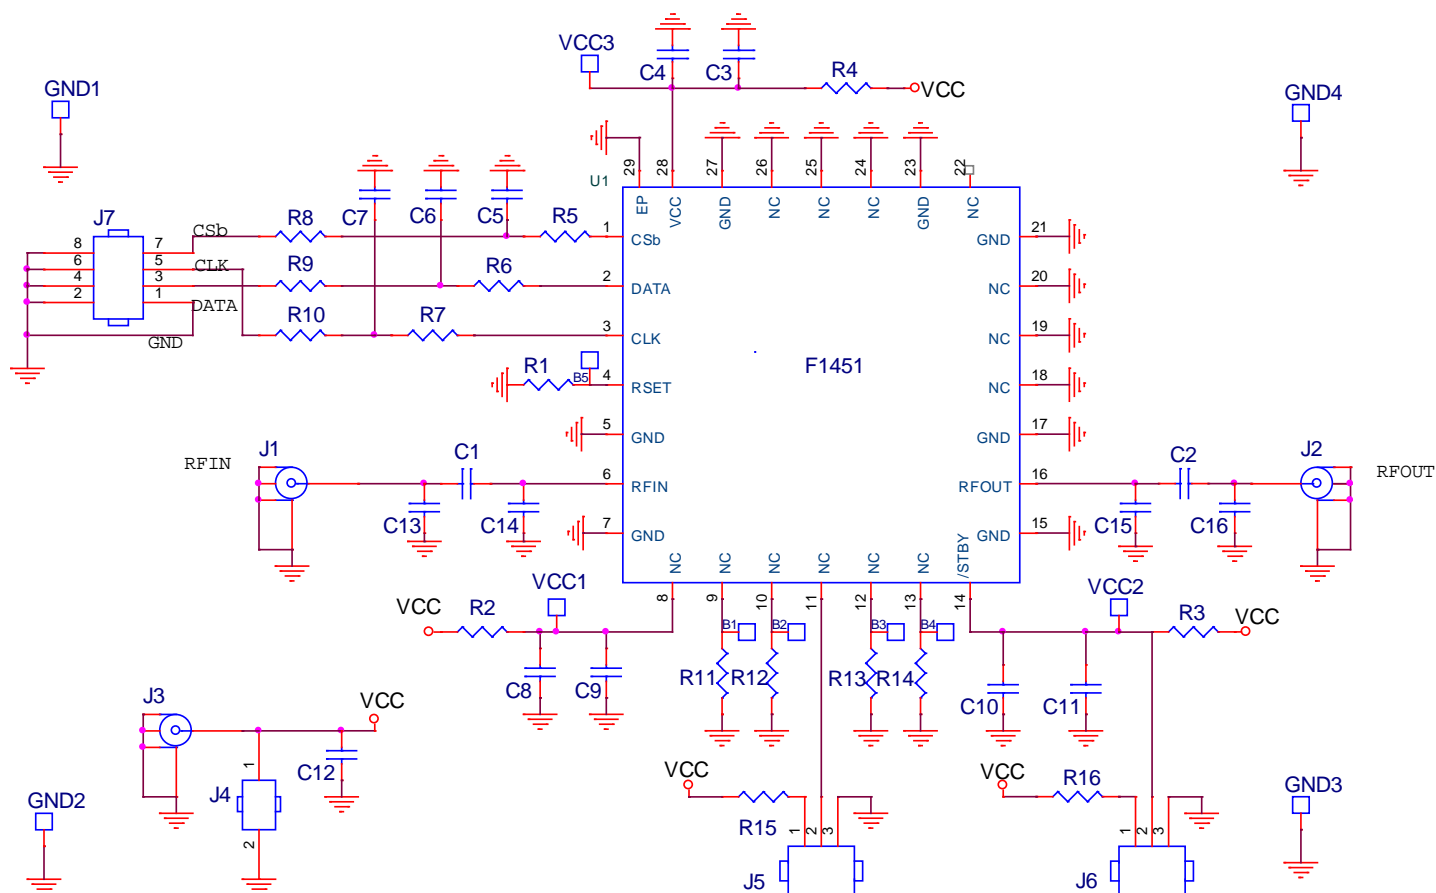 VCC3
C4
C3
R4
VCC
GND1
GND4
29
28
27
26
25
24
23
22
U1
EP
VCC
GND
NC
NC
NC
GND
NC
J7
CSb
R8
C7
C6
C5
R5
1
CSb
GND
21
8
7
6
5
CLK
R9
R6
2
DATA
NC
20
4
3
2
1
DATA
R10
R7
3
CLK
NC
19
GND
F1451
R1
B5
4
RSET
NC
18
5
GND
GND
17
RFIN
J1
C1
6
RFIN
RFOUT
16
C2
J2
RFOUT
C13
C14
7
GND
GND
15
C15
C16
NC
NC
NC
NC
NC
NC
/STBY
8
9
10
11
12
13
14
VCC
R2
VCC1
B1
B2
B3
B4
VCC2
R3
VCC
C8
C9
R11
R12
R13
R14
C10
C11
J3
VCC
C12
1
J4
2
GND2
VCC
R15
1
2
3
J5
VCC
R16
1
2
3
J6
GND3